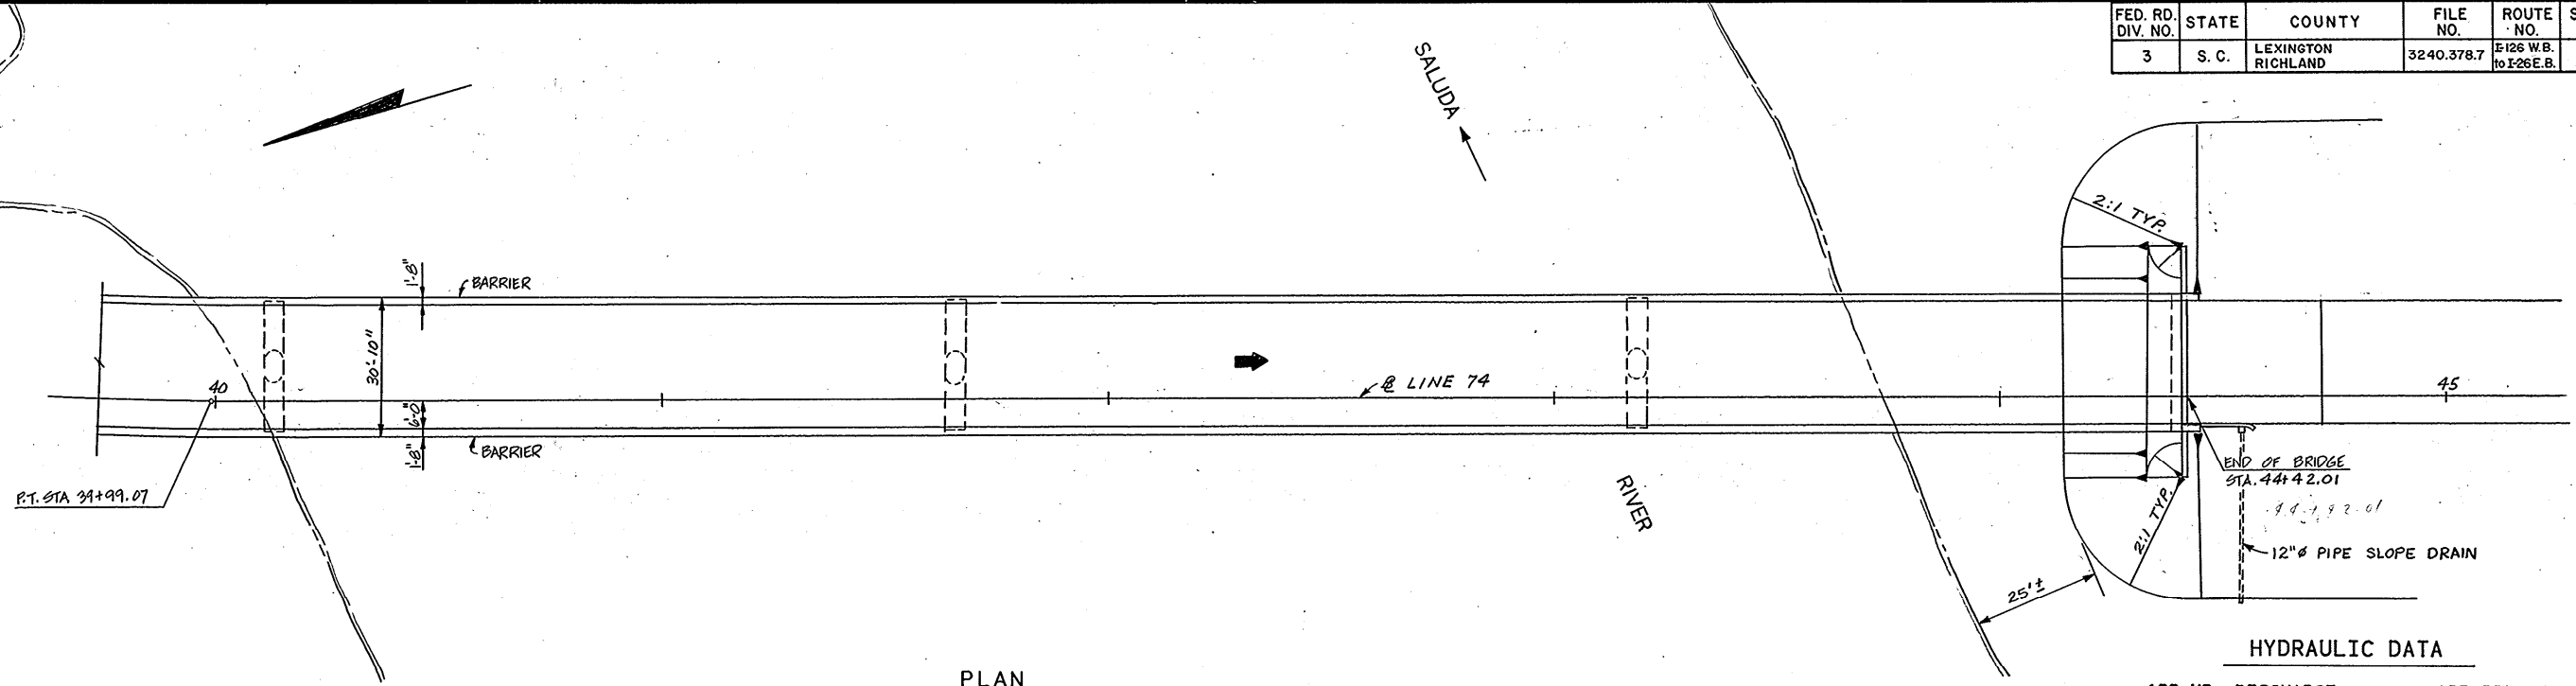 FED. RD. DIV. NO.
STATE
COUNTY
FILE NO.
ROUTE NO.
3
S. C.
LEXINGTON
RICHLAND
3240.378.7
I-126 W.B.
to I-26 E.B.
SALUDA
2:1 TYP.
1'-8"
BARRIER
30'-10"
40
6'-0"
℄ LINE 74
45
1'-8"
BARRIER
P.T. STA 39+99.07
RIVER
END OF BRIDGE
STA. 44+42.01
2:1 TYP.
12"ø PIPE SLOPE DRAIN
25'±
HYDRAULIC DATA
PLAN